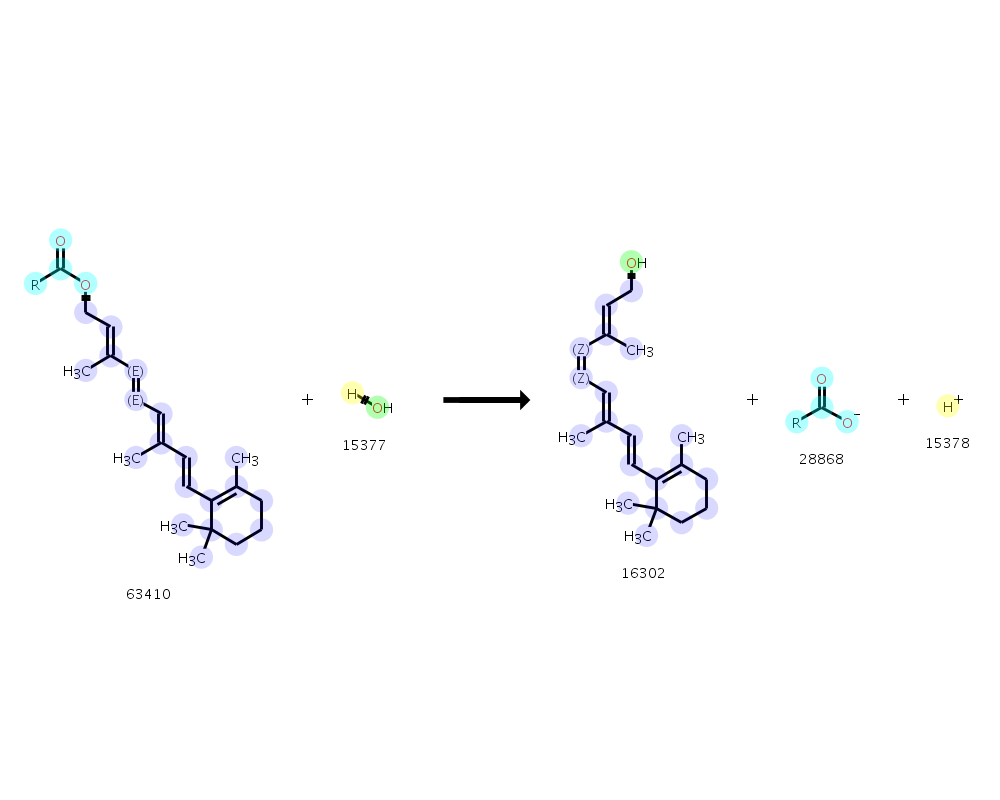 O
R
O
H₃C
(E)
(E)
H₃C
CH₃
H₃C
H₃C
63410
+
H
OH
15377
OH
CH₃
(Z)
(Z)
H₃C
CH₃
H₃C
H₃C
16302
+
O
R
O⁻
28868
+
H⁺
15378